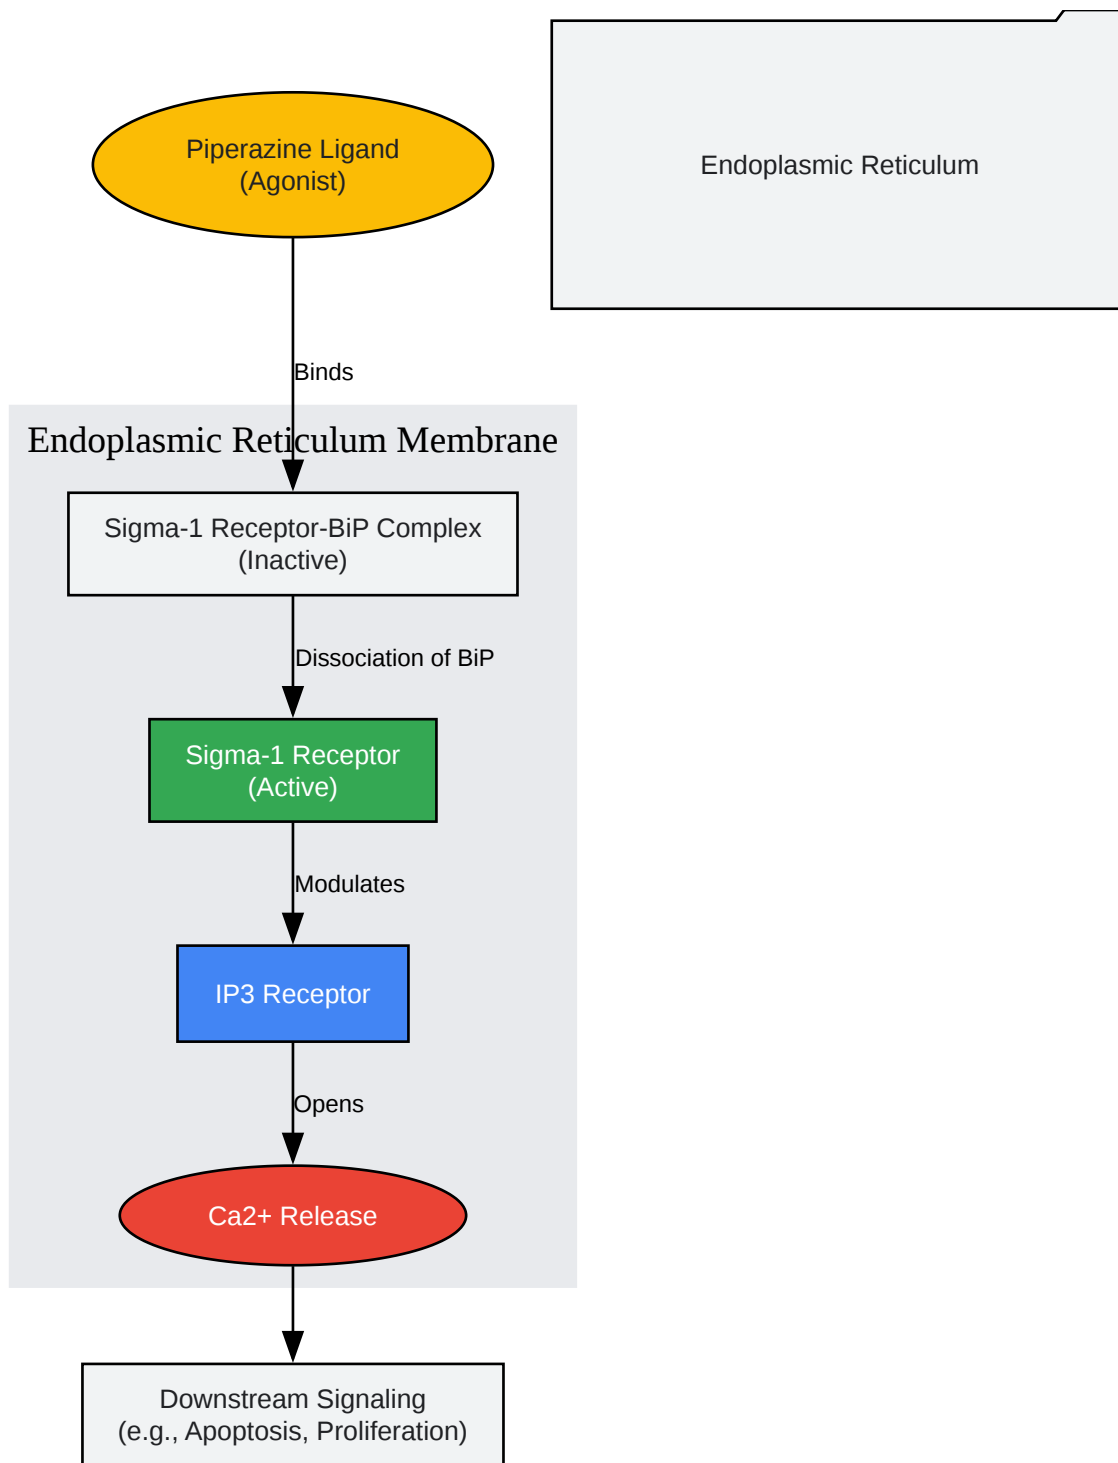 Piperazine Ligand
(Agonist)
Endoplasmic Reticulum
Binds
Endoplasmic Reticulum Membrane
Sigma-1 Receptor-BiP Complex
(Inactive)
Dissociation of BiP
Sigma-1 Receptor
(Active)
Modulates
IP3 Receptor
Opens
Ca2+ Release
Downstream Signaling
(e.g., Apoptosis, Proliferation)